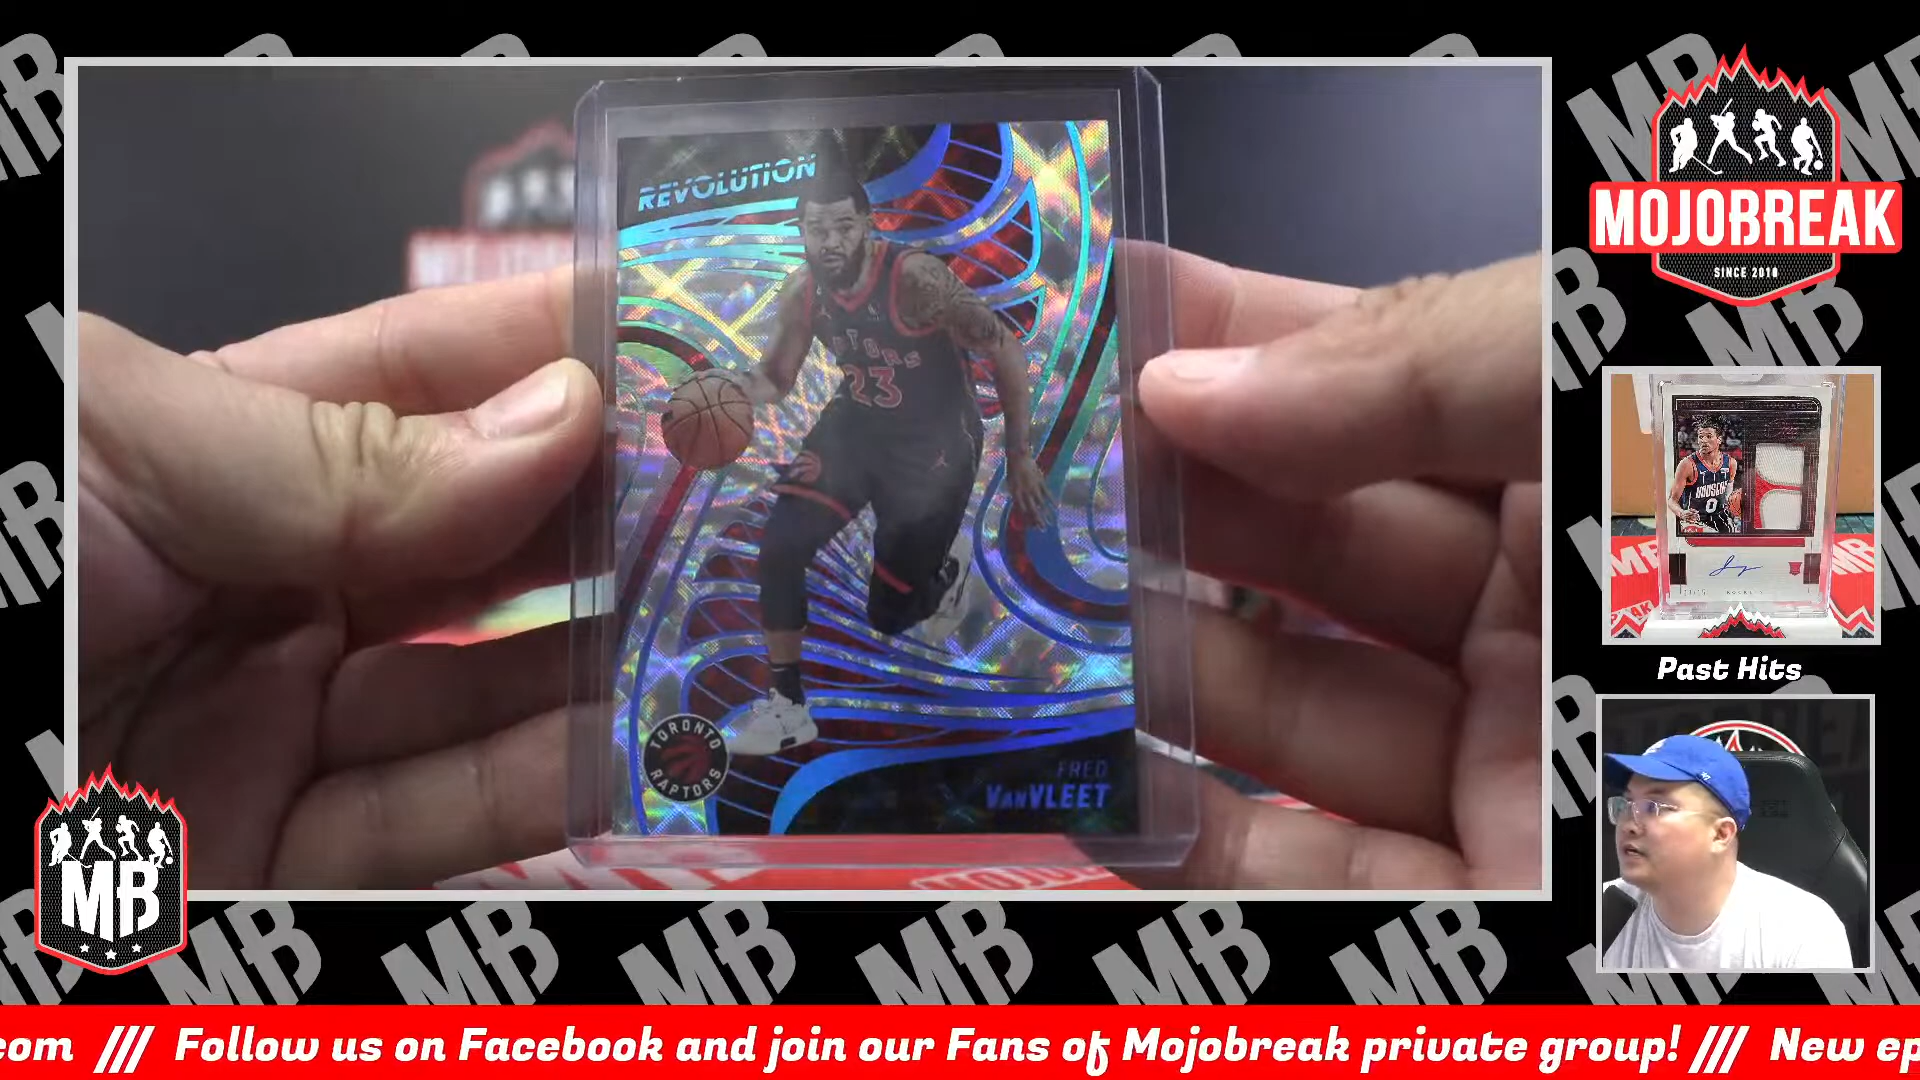 REVOLUTION
RAPTORS
23
TORONTO
RAPTORS
FRED
VANVLEET
MOJOBREAK
SINCE 2010
Past Hits
MB
com /// Follow us on Facebook and join our Fans of Mojobreak private group! /// New ep